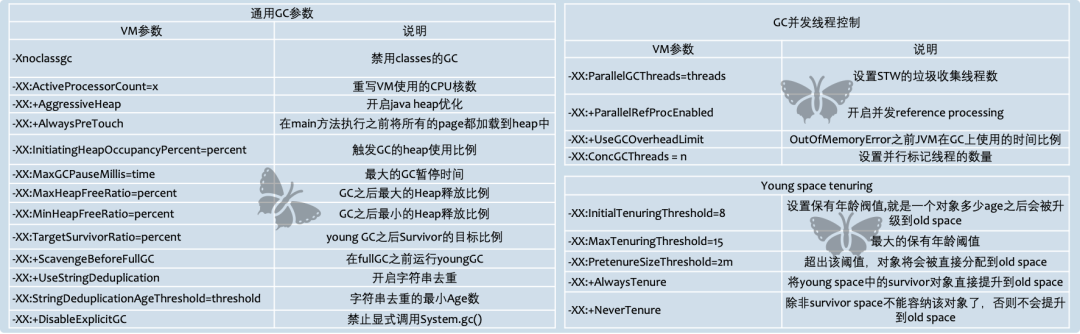 通用GC参数
VM参数 说明
-Xnoclassgc 禁用classes的GC
-XX:ActiveProcessorCount=x 重写VM使用的CPU核数
-XX:+AggressiveHeap 开启java heap优化
-XX:+AlwaysPreTouch 在main方法执行之前将所有的page都加载到heap中
-XX:InitiatingHeapOccupancyPercent=percent 触发GC的heap使用比例
-XX:MaxGCPauseMillis=time 最大的GC暂停时间
-XX:MaxHeapFreeRatio=percent GC之后最大的Heap释放比例
-XX:MinHeapFreeRatio=percent GC之后最小的Heap释放比例
-XX:TargetSurvivorRatio=percent young GC之后Survivor的目标比例
-XX:+ScavengeBeforeFullGC 在fullGC之前运行youngGC
-XX:+UseStringDeduplication 开启字符串去重
-XX:StringDeduplicationAgeThreshold=threshold 字符串去重的最小Age数
-XX:+DisableExplicitGC 禁止显式调用System.gc()
GC并发线程控制
VM参数 说明
-XX:ParallelGCThreads=threads 设置STW的垃圾收集线程数
-XX:+ParallelRefProcEnabled 开启并发reference processing
-XX:+UseGCOverheadLimit OutOfMemoryError之前JVM在GC上使用的时间比例
-XX:ConcGCThreads = n 设置并行标记线程的数量
Young space tenuring
-XX:InitialTenuringThreshold=8 设置保有年龄阀值,就是一个对象多少age之后会被升
级到old space
-XX:MaxTenuringThreshold=15 最大的保有年龄阈值
-XX:PretenureSizeThreshold=2m 超出该阈值，对象将会被直接分配到old space
-XX:+AlwaysTenure 将young space中的survivor对象直接提升到old space
-XX:+NeverTenure 除非survivor space不能容纳该对象了，否则不会提升
到old space